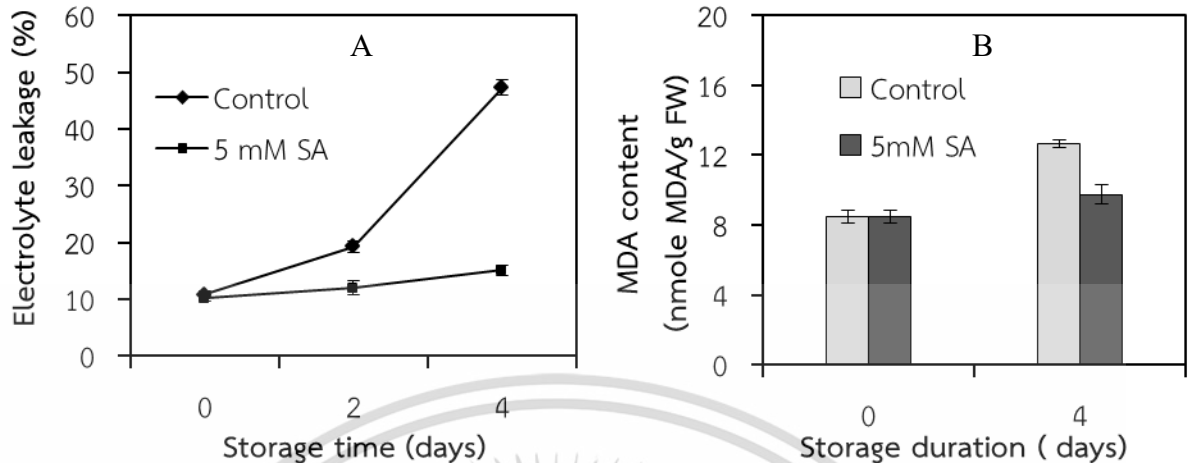 A
Electrolyte leakage (%)
60
50
40
30
20
10
0
Control
5 mM SA
0 2 4
Storage time (days)
B
MDA content
(nmole MDA/g FW)
20
16
12
8
4
0
Control
5mM SA
0 4
Storage duration ( days)